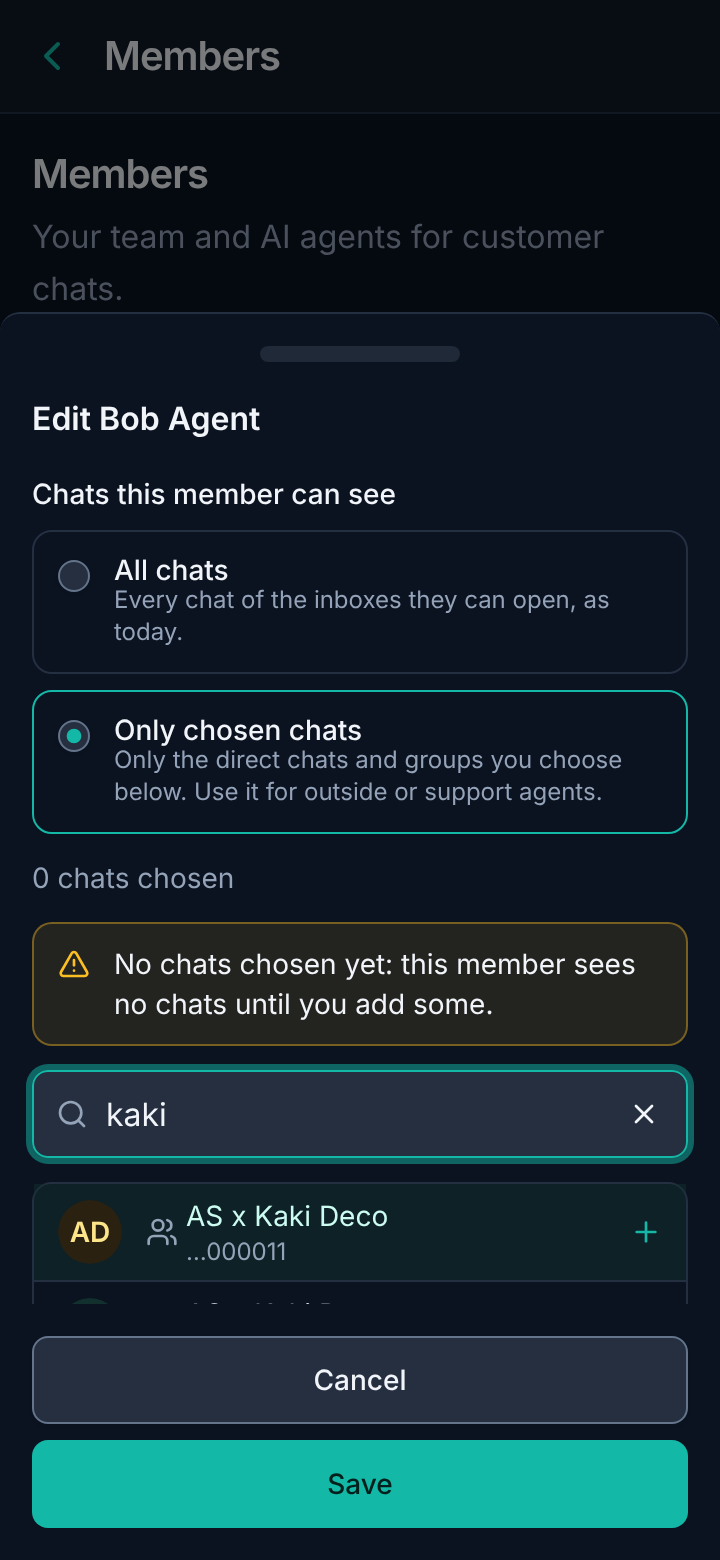 Members
Members
Your team and AI agents for customer
chats.
Edit Bob Agent
Chats this member can see
All chats
Every chat of the inboxes they can open, as
today.
Only chosen chats
Only the direct chats and groups you choose
below. Use it for outside or support agents.
0 chats chosen
No chats chosen yet: this member sees
no chats until you add some.
kaki
AD
AS x Kaki Deco
...000011
Cancel
Save